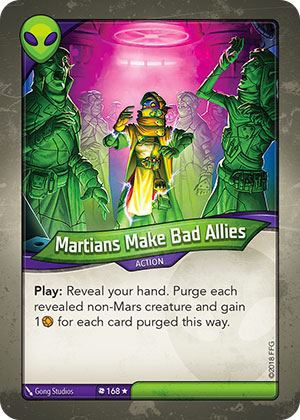 Martians Make Bad Allies
ACTION
Play: Reveal your hand. Purge each
revealed non-Mars creature and gain
1 for each card purged this way.
©2018 FFG
Gong Studios
168